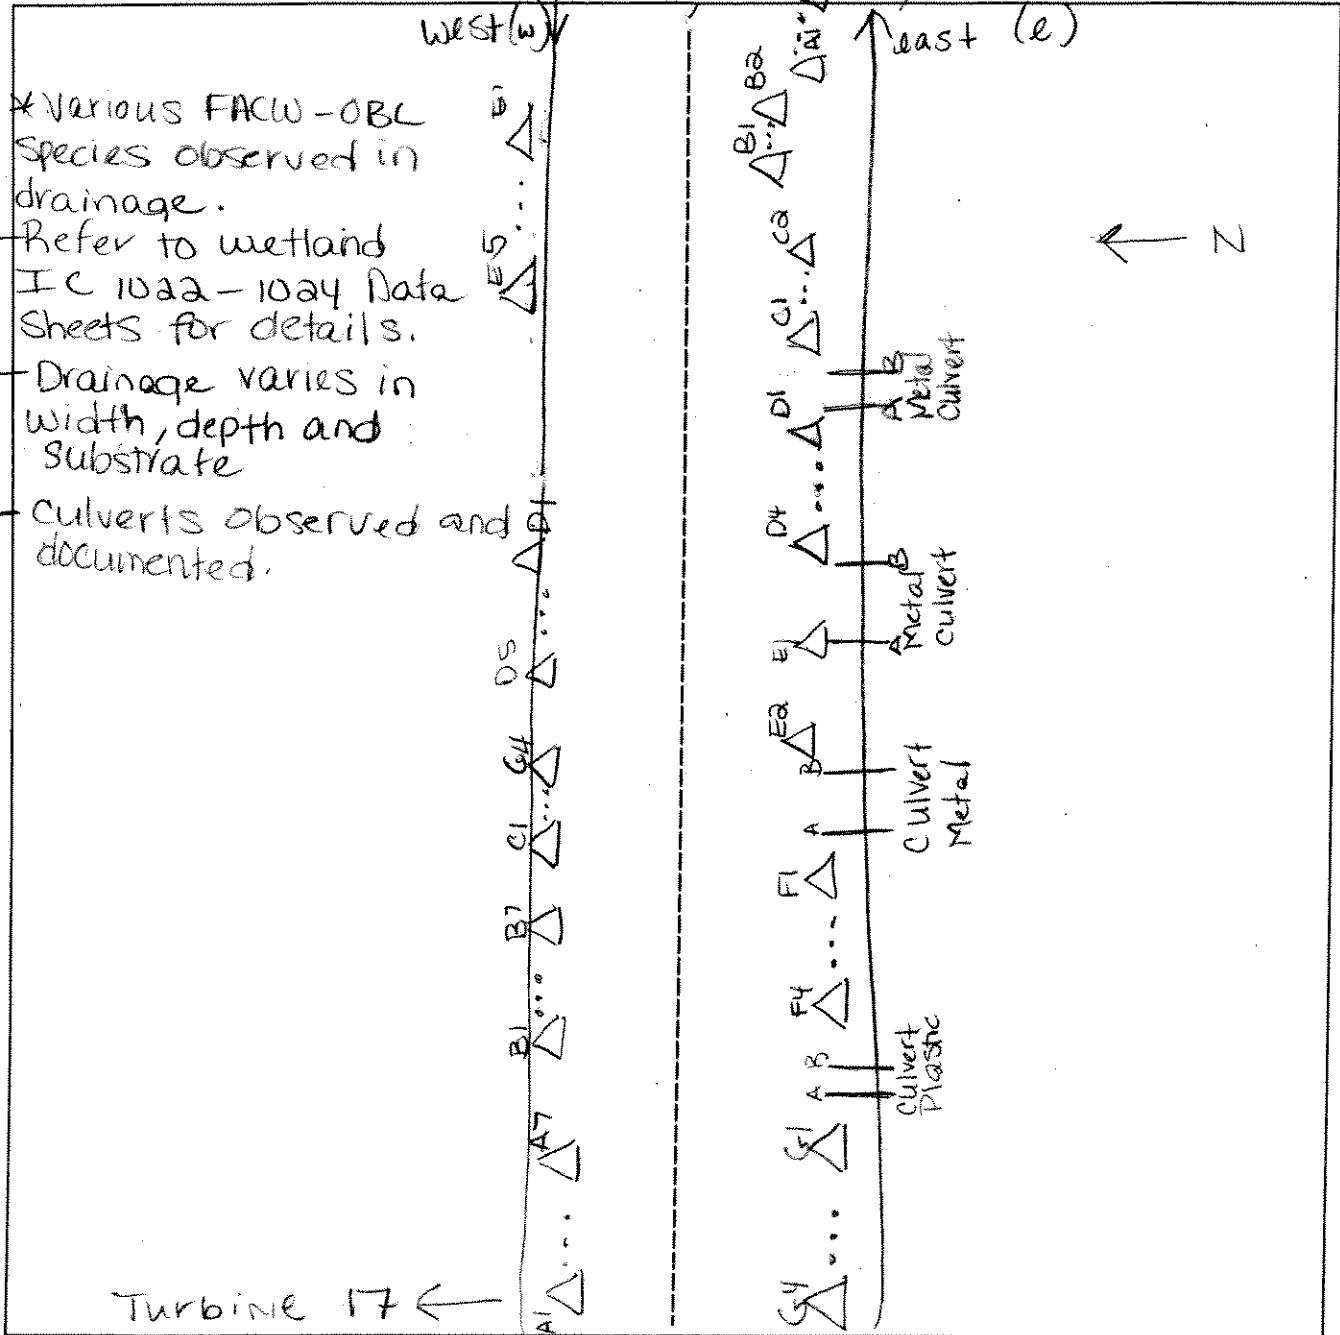 West (w)
east (e)
* Various FACW-OBL
species observed in
drainage.
- Refer to wetland
IC 1022-1024 Data
Sheets for details.
- Drainage varies in
width, depth and
Substrate
- Culverts observed and
documented.
E5
D1
D5
C4
C1
B7
B1
A7
A1
Turbine 17
A1
B2
B1
C2
C1
B
A
Metal
Culvert
D1
D4
B
A
Metal
Culvert
E1
E2
B
A
Culvert
Metal
F1
F4
B
A
Culvert
Plastic
G1
G4
N